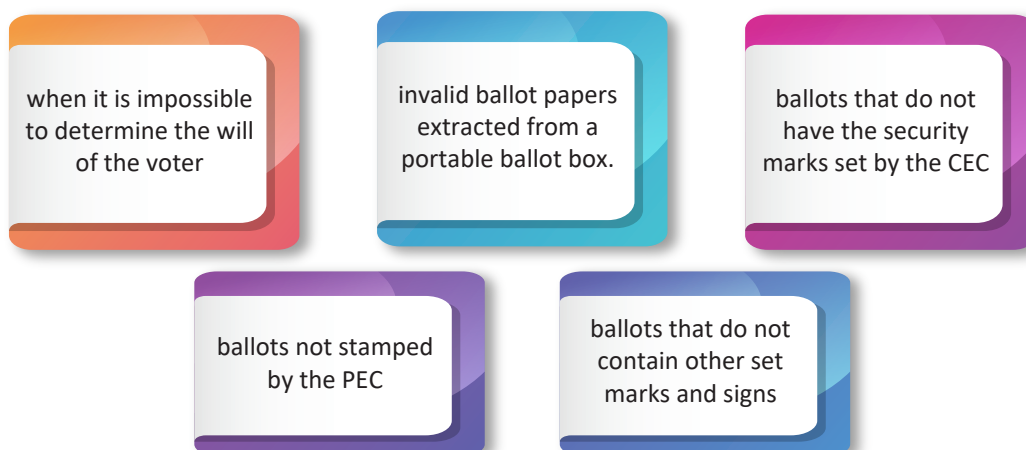 when it is impossible
to determine the will
of the voter
invalid ballot papers
extracted from a
portable ballot box.
ballots that do not
have the security
marks set by the CEC
ballots not stamped
by the PEC
ballots that do not
contain other set
marks and signs